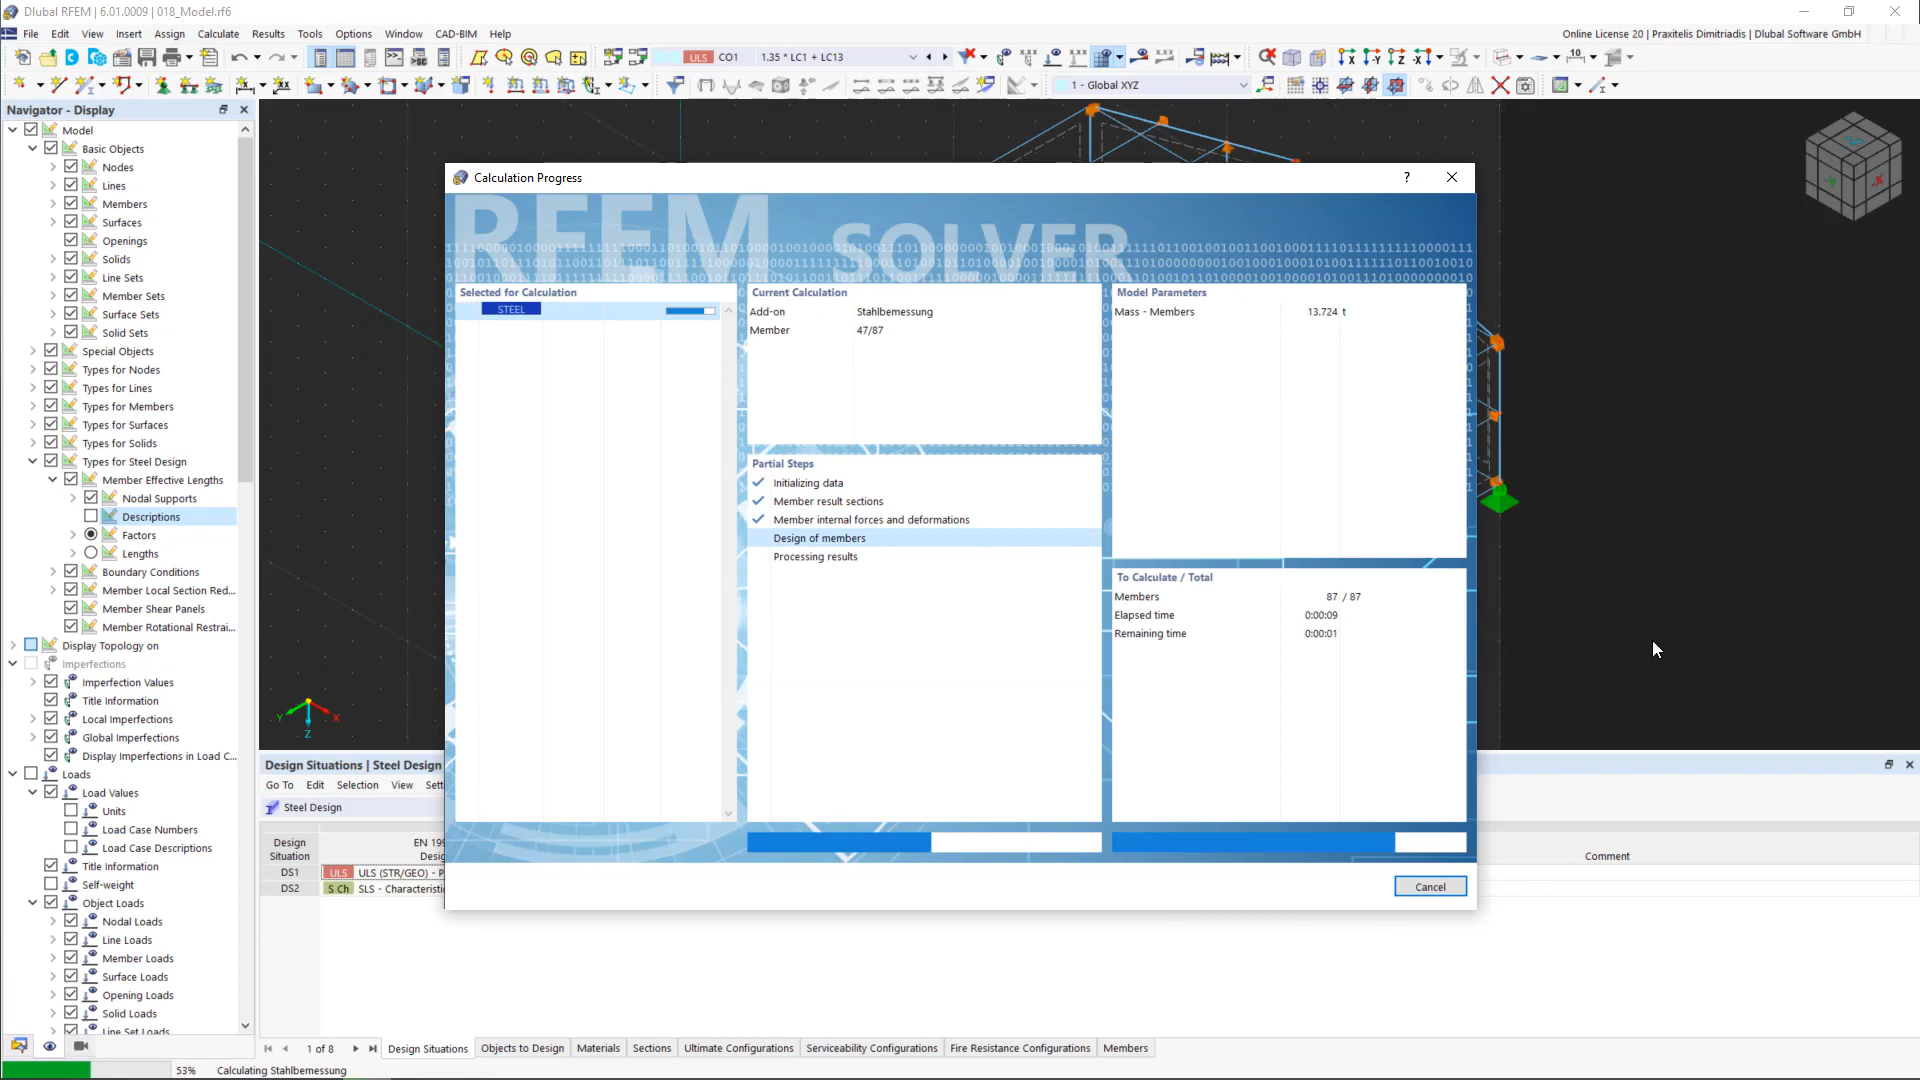 Dlubal RFEM | 6.01.0009 | 018_Model.rf6
File Edit View Insert Assign Calculate Results Tools Options Window CAD-BIM Help
Online License 20 | Praxitelis Dimitriadis | Dlubal Software GmbH
ULS CO1 1.35 * LC1 + LC13
1 - Global XYZ
Navigator - Display
Model
Basic Objects
Nodes
Lines
Members
Surfaces
Openings
Solids
Line Sets
Member Sets
Surface Sets
Solid Sets
Special Objects
Types for Nodes
Types for Lines
Types for Members
Types for Surfaces
Types for Solids
Types for Steel Design
Member Effective Lengths
Nodal Supports
Descriptions
Factors
Lengths
Boundary Conditions
Member Local Section Red...
Member Shear Panels
Member Rotational Restrai...
Display Topology on
Imperfections
Imperfection Values
Title Information
Local Imperfections
Global Imperfections
Display Imperfections in Load C...
Loads
Load Values
Units
Load Case Numbers
Load Case Descriptions
Title Information
Self-weight
Object Loads
Nodal Loads
Line Loads
Member Loads
Surface Loads
Opening Loads
Solid Loads
Line Set Loads
Calculation Progress
RFEM SOLVER
Selected for Calculation
STEEL
Current Calculation
Add-on Stahlbemessung
Member 47/87
Partial Steps
Initializing data
Member result sections
Member internal forces and deformations
Design of members
Processing results
Model Parameters
Mass - Members 13.724 t
To Calculate / Total
Members 87 / 87
Elapsed time 0:00:09
Remaining time 0:00:01
Cancel
Y X
Z
Design Situations | Steel Design
Go To Edit Selection View Sett
Steel Design
Design Situation
EN 199
Desig
Comment
DS1 ULS ULS (STR/GEO) - P
DS2 S Ch SLS - Characteristic
1 of 8 Design Situations Objects to Design Materials Sections Ultimate Configurations Serviceability Configurations Fire Resistance Configurations Members
53% Calculating Stahlbemessung